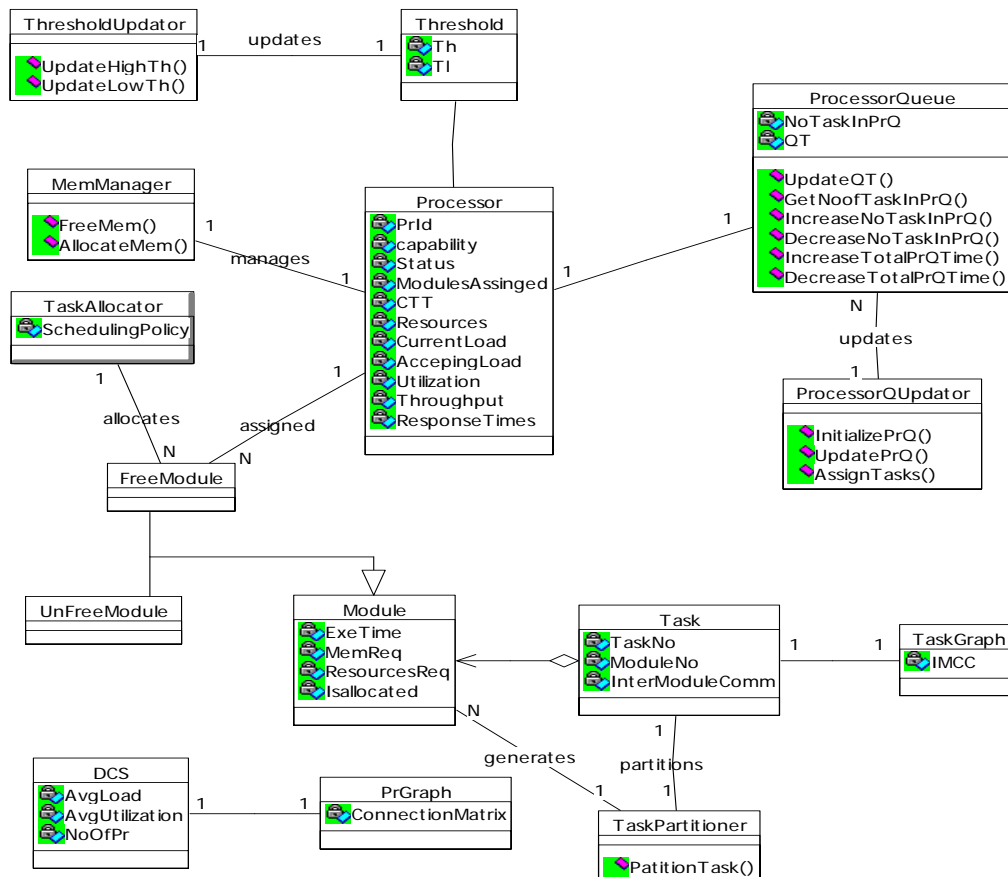 ThresholdUpdator
UpdateHighTh()
UpdateLowTh()
1
updates
1
Threshold
Th
Tl
ProcessorQueue
NoTaskInPrQ
QT
UpdateQT()
GetNoofTaskInPrQ()
IncreaseNoTaskInPrQ()
DecreaseNoTaskInPrQ()
IncreaseTotalPrQTime()
DecreaseTotalPrQTime()
MemManager
FreeMem()
AllocateMem()
1
manages
1
Processor
PrId
capability
Status
ModulesAssinged
CTT
Resources
CurrentLoad
AccepingLoad
Utilization
Throughput
ResponseTimes
1
1
N
updates
1
TaskAllocator
SchedulingPolicy
1
allocates
N
1
assigned
N
ProcessorQUpdator
InitializePrQ()
UpdatePrQ()
AssignTasks()
FreeModule
UnFreeModule
Module
ExeTime
MemReq
ResourcesReq
Isallocated
Task
TaskNo
ModuleNo
InterModuleComm
1
1
TaskGraph
IMCC
N
generates
1
1
partitions
1
DCS
AvgLoad
AvgUtilization
NoOfPr
1
1
PrGraph
ConnectionMatrix
TaskPartitioner
PatitionTask()